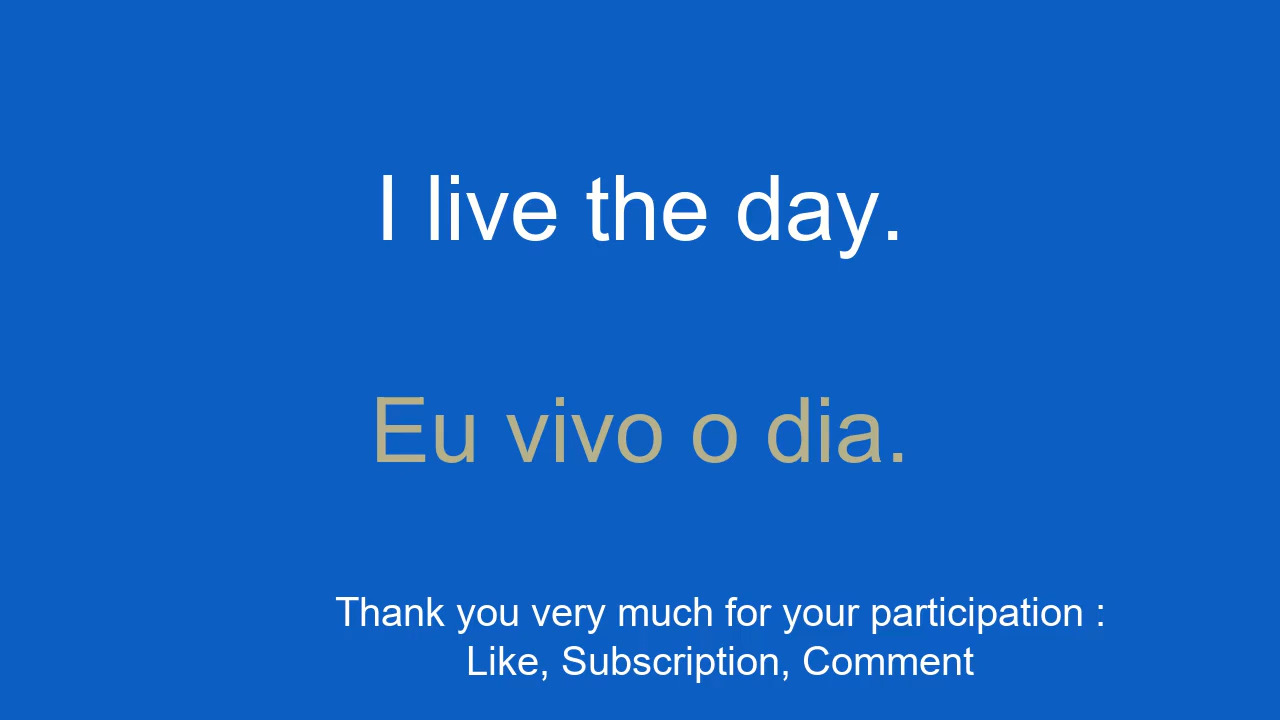 I live the day.
Eu vivo o dia.
Thank you very much for your participation :
Like, Subscription, Comment